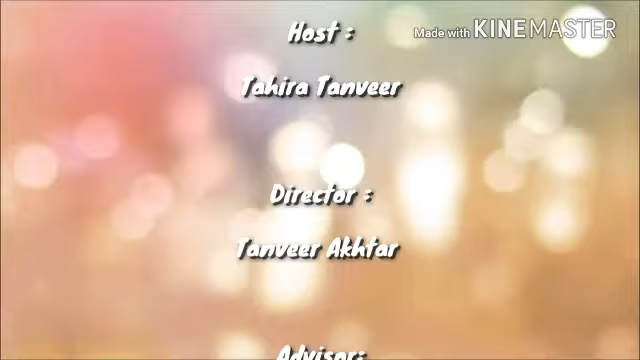 Host :
Made with KINEMASTER
Tahira Tanveer
Director :
Tanveer Akhtar
Advisor: